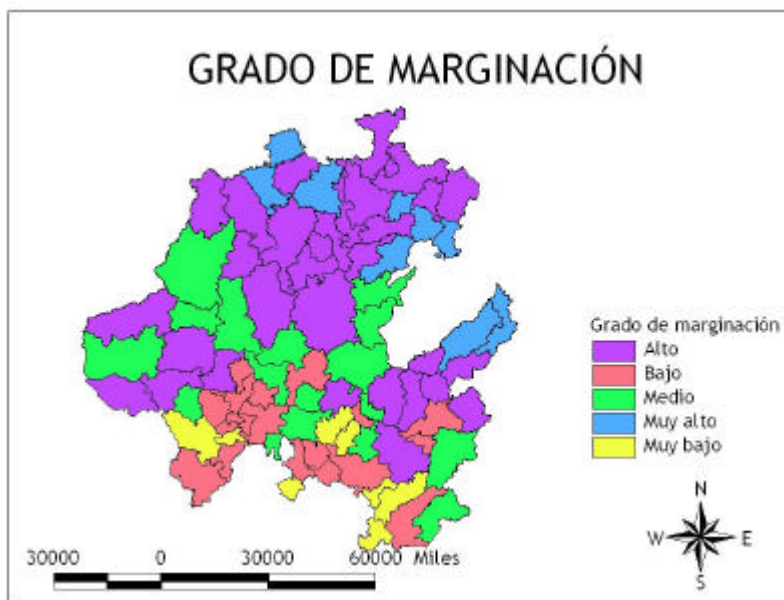 GRADO DE MARGINACIÓN
Grado de marginación
Alto
Bajo
Medio
Muy alto
Muy bajo
N
W E
S
30000 0 30000 60000 Miles